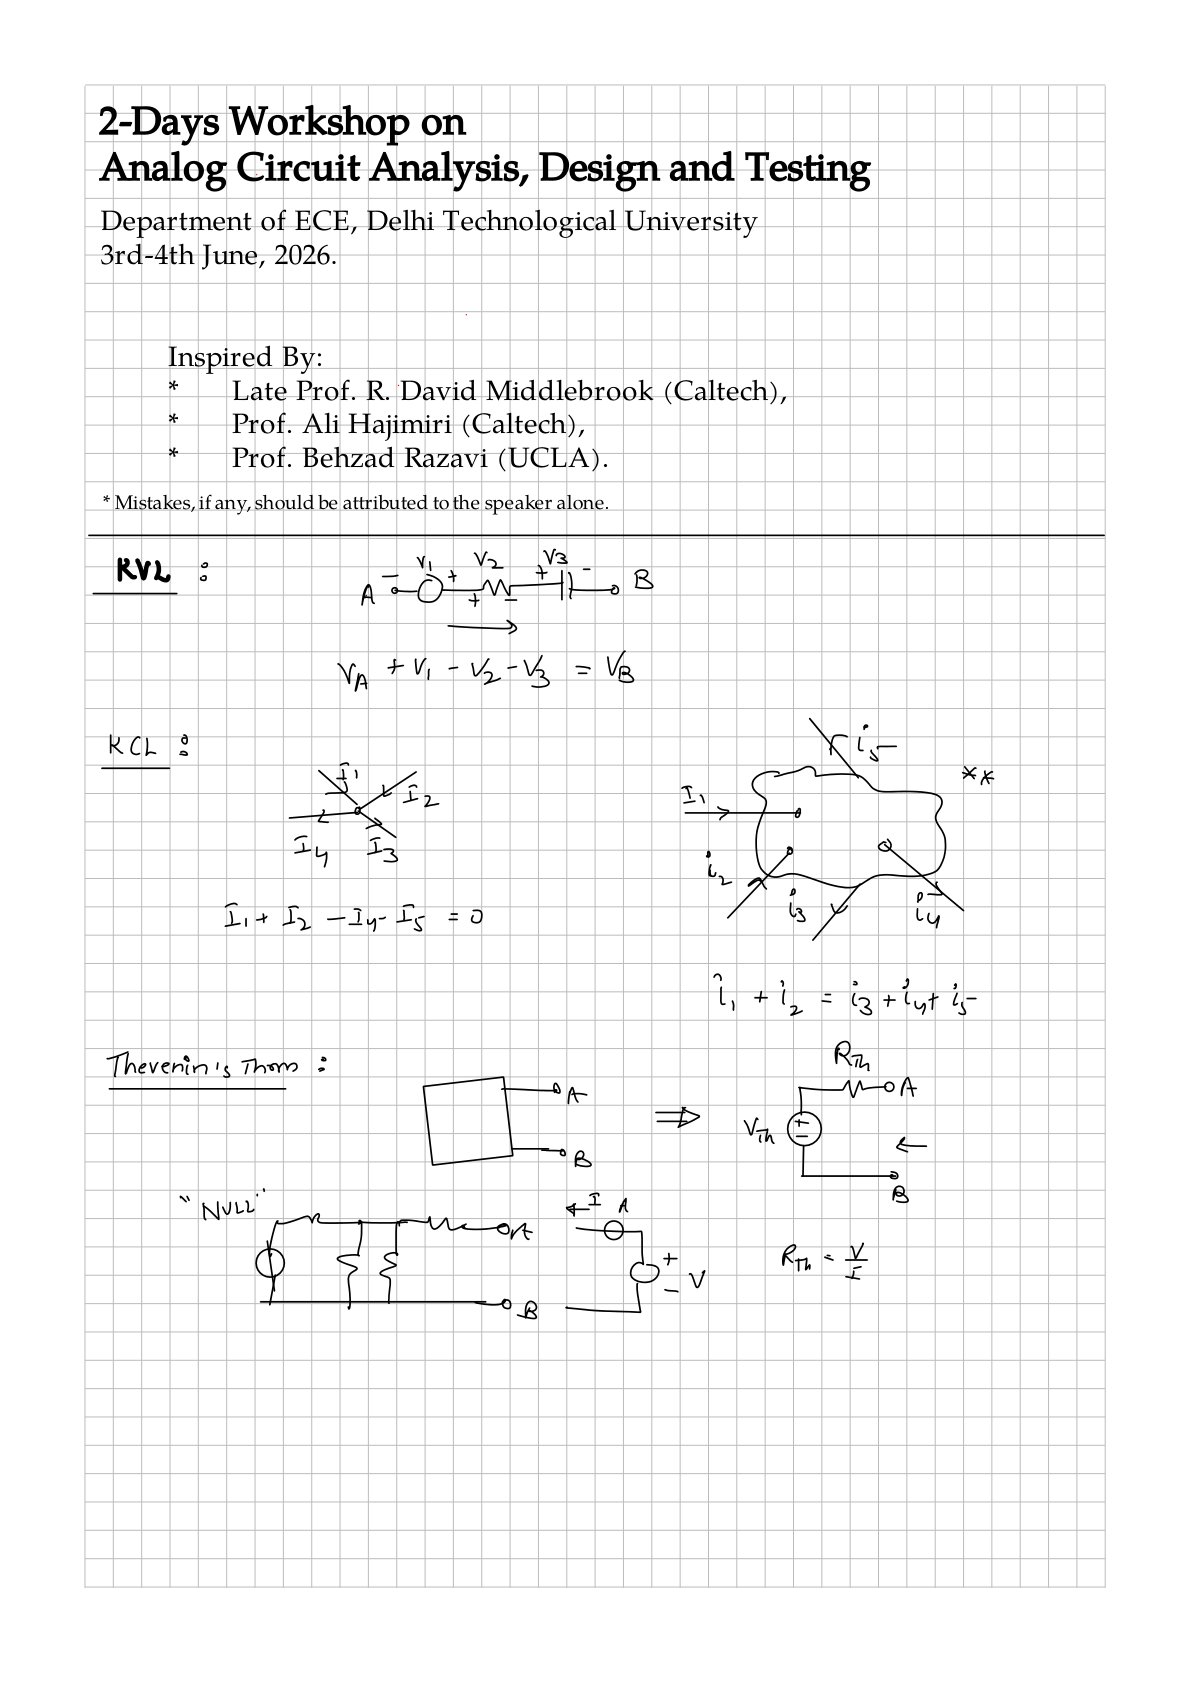 2-Days Workshop on
Analog Circuit Analysis, Design and Testing
Department of ECE, Delhi Technological University
3rd-4th June, 2026.
Inspired By:
* Late Prof. R. David Middlebrook (Caltech),
* Prof. Ali Hajimiri (Caltech),
* Prof. Behzad Razavi (UCLA).
* Mistakes, if any, should be attributed to the speaker alone.
KVL :
V1 V2 V3
A - + + - + - B
VA + V1 - V2 - V3 = VB
KCL :
i5
I1 I2 **
I1
I4 I3
i2 i3 i4
I1 + I2 - I4 - I5 = 0
i1 + i2 = i3 + i4 + i5
Thevenin's Thom :
RTh
A A
VTh + -
B B
"NULL"
I A
A
+ - V RTh = V/I
B